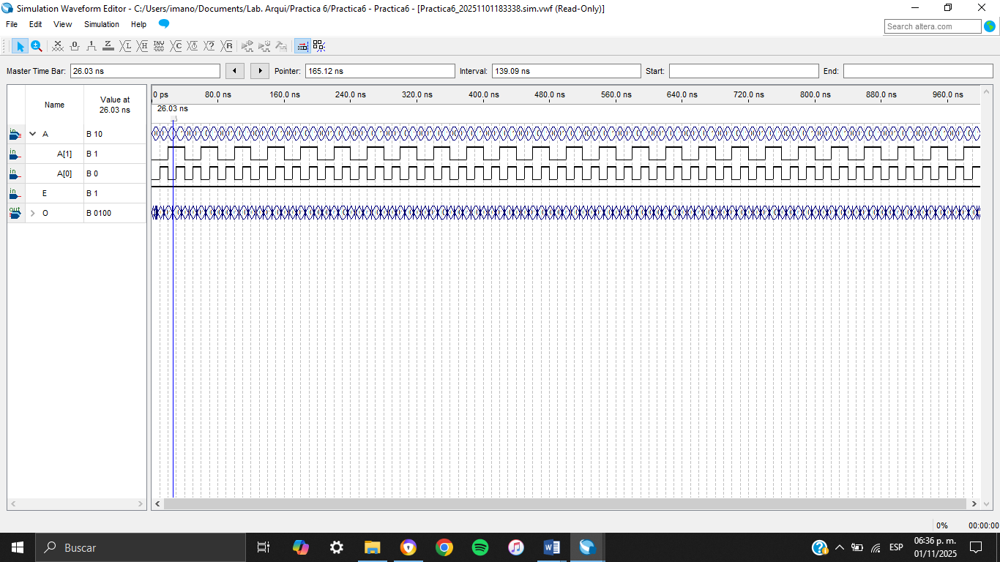 Simulation Waveform Editor - C:/Users/imano/Documents/Lab. Arqui/Practica 6/Practica6 - Practica6 - [Practica6_20251101183338.sim.vwf (Read-Only)]
File Edit View Simulation Help
Search altera.com
Master Time Bar: 26.03 ns Pointer: 165.12 ns Interval: 139.09 ns Start: End:
Name Value at 26.03 ns
0 ps 80.0 ns 160.0 ns 240.0 ns 320.0 ns 400.0 ns 480.0 ns 560.0 ns 640.0 ns 720.0 ns 800.0 ns 880.0 ns 960.0 ns
26.03 ns
in A B 10
in A[1] B 1
in A[0] B 0
in E B 1
out O B 0100
0% 00:00:00
Buscar
ESP
06:36 p. m.
01/11/2025